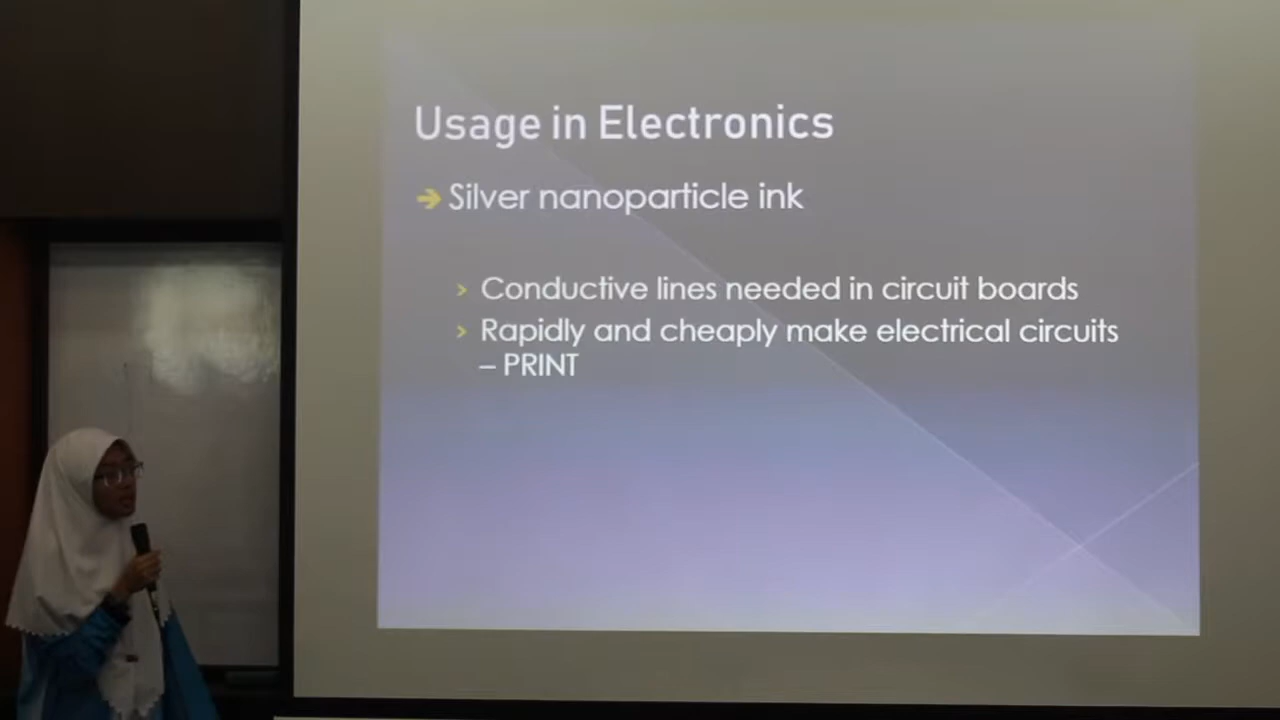 Usage in Electronics
➔ Silver nanoparticle ink
› Conductive lines needed in circuit boards
› Rapidly and cheaply make electrical circuits
– PRINT